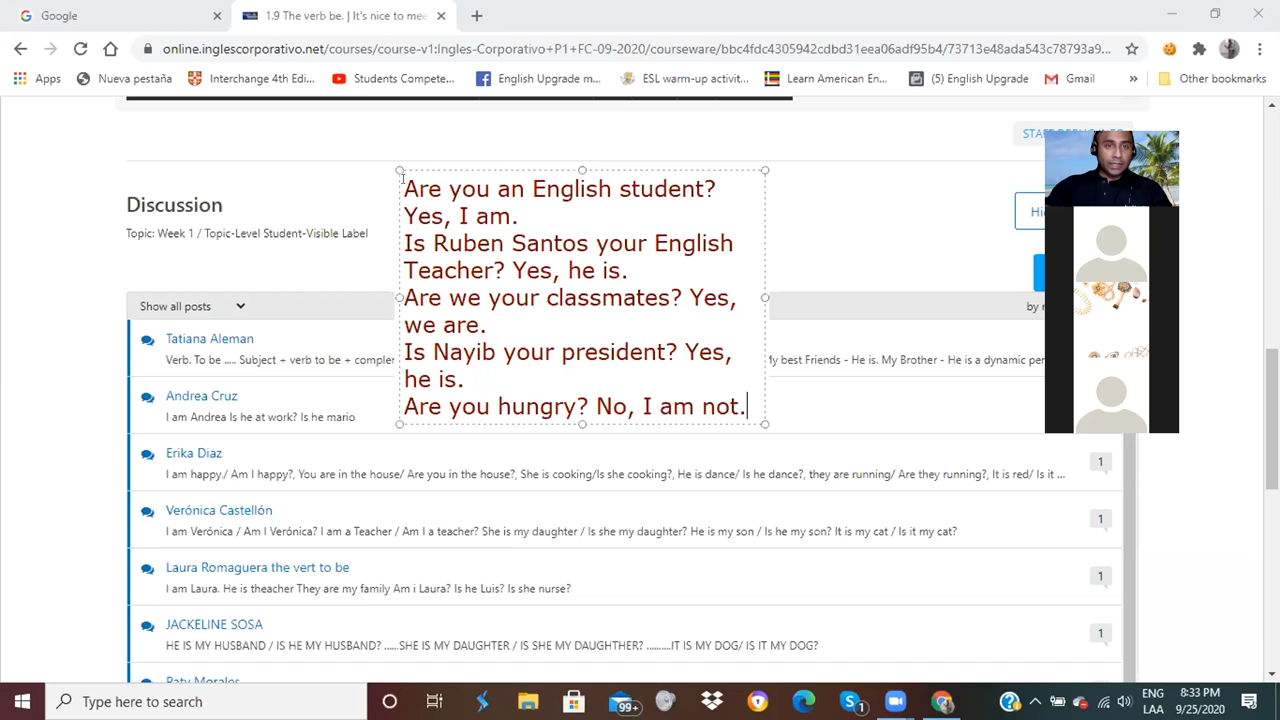 Google
1.9 The verb be. | It's nice to mee
online.inglescorporativo.net/courses/course-v1:Ingles-Corporativo+P1+FC-09-2020/courseware/bbc4fdc4305942cdbd31eea06adf95b4/73713e48ada543c78793a9...
Apps
Nueva pestaña
Interchange 4th Edi...
Students Compete...
English Upgrade m...
ESL warm-up activit...
Learn American En...
(5) English Upgrade
Gmail
»
Other bookmarks
Discussion
Topic: Week 1 / Topic-Level Student-Visible Label
Are you an English student?
Yes, I am.
Is Ruben Santos your English
Teacher? Yes, he is.
Are we your classmates? Yes,
we are.
Is Nayib your president? Yes,
he is.
Are you hungry? No, I am not.
Show all posts
Tatiana Aleman
Verb. To be ..... Subject + verb to be + compler
My best Friends - He is. My Brother - He is a dynamic per
Andrea Cruz
I am Andrea Is he at work? Is he mario
Erika Diaz
I am happy./ Am I happy?, You are in the house/ Are you in the house?, She is cooking/Is she cooking?, He is dance/ Is he dance?, they are running/ Are they running?, It is red/ Is it ...
1
Verónica Castellón
I am Verónica / Am I Verónica? I am a Teacher / Am I a teacher? She is my daughter / Is she my daughter? He is my son / Is he my son? It is my cat / Is it my cat?
1
Laura Romaguera the vert to be
I am Laura. He is theacher They are my family Am i Laura? Is he Luis? Is she nurse?
1
JACKELINE SOSA
HE IS MY HUSBAND / IS HE MY HUSBAND? ......SHE IS MY DAUGHTER / IS SHE MY DAUGHTHER? ..........IT IS MY DOG/ IS IT MY DOG?
1
Paty Morales
Type here to search
99+
1
ENG
LAA
8:33 PM
9/25/2020